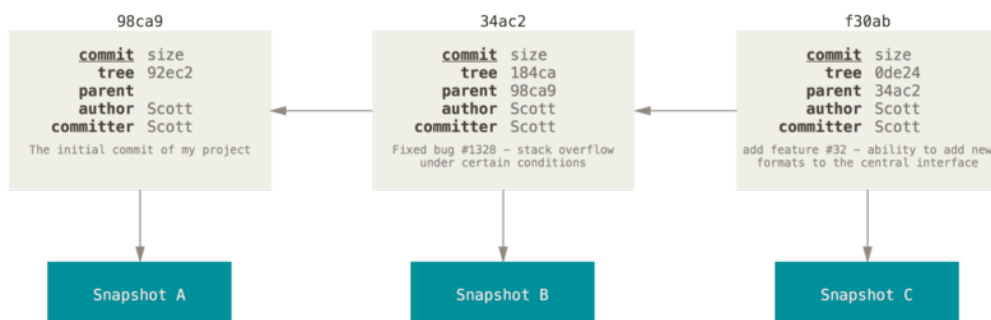 98ca9
commit size
tree 92ec2
parent
author Scott
committer Scott
The initial commit of my project
34ac2
commit size
tree 184ca
parent 98ca9
author Scott
committer Scott
Fixed bug #1328 – stack overflow
under certain conditions
f30ab
commit size
tree 0de24
parent 34ac2
author Scott
committer Scott
add feature #32 – ability to add new
formats to the central interface
Snapshot A
Snapshot B
Snapshot C